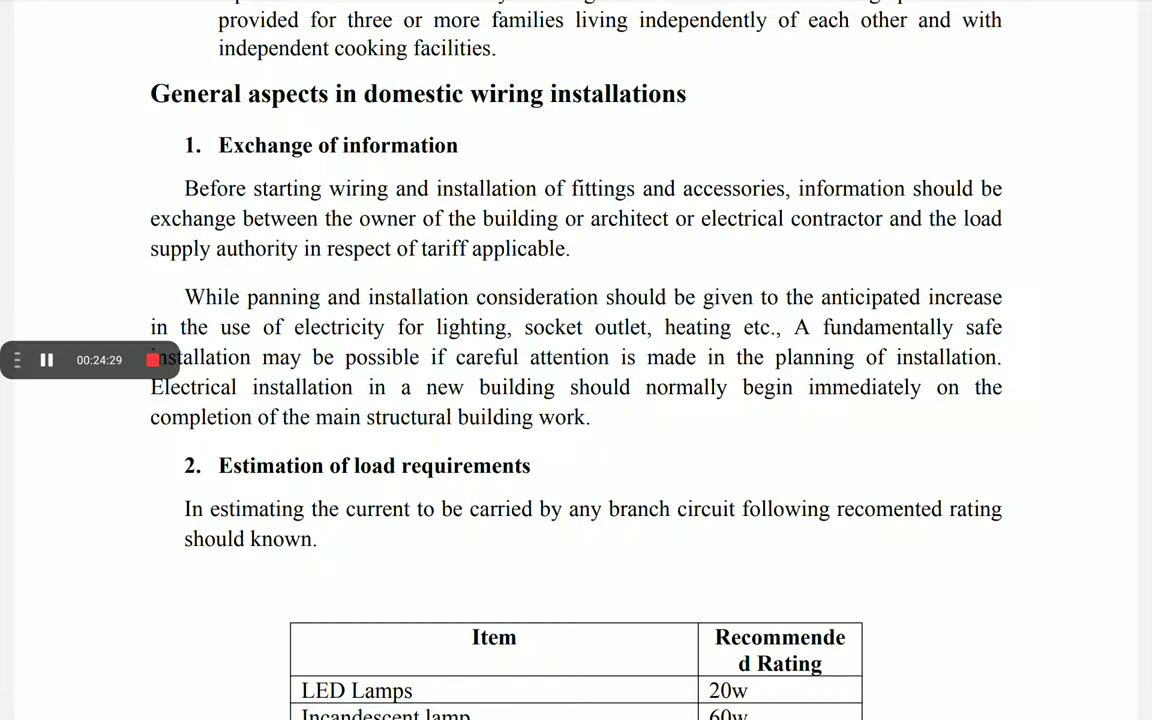 provided for three or more families living independently of each other and with
independent cooking facilities.
General aspects in domestic wiring installations
1. Exchange of information
Before starting wiring and installation of fittings and accessories, information should be
exchange between the owner of the building or architect or electrical contractor and the load
supply authority in respect of tariff applicable.
While panning and installation consideration should be given to the anticipated increase
in the use of electricity for lighting, socket outlet, heating etc., A fundamentally safe
00:24:29
installation may be possible if careful attention is made in the planning of installation.
Electrical installation in a new building should normally begin immediately on the
completion of the main structural building work.
2. Estimation of load requirements
In estimating the current to be carried by any branch circuit following recomented rating
should known.
Item
Recommende
d Rating
LED Lamps 20w
Incandescent lamp 60w